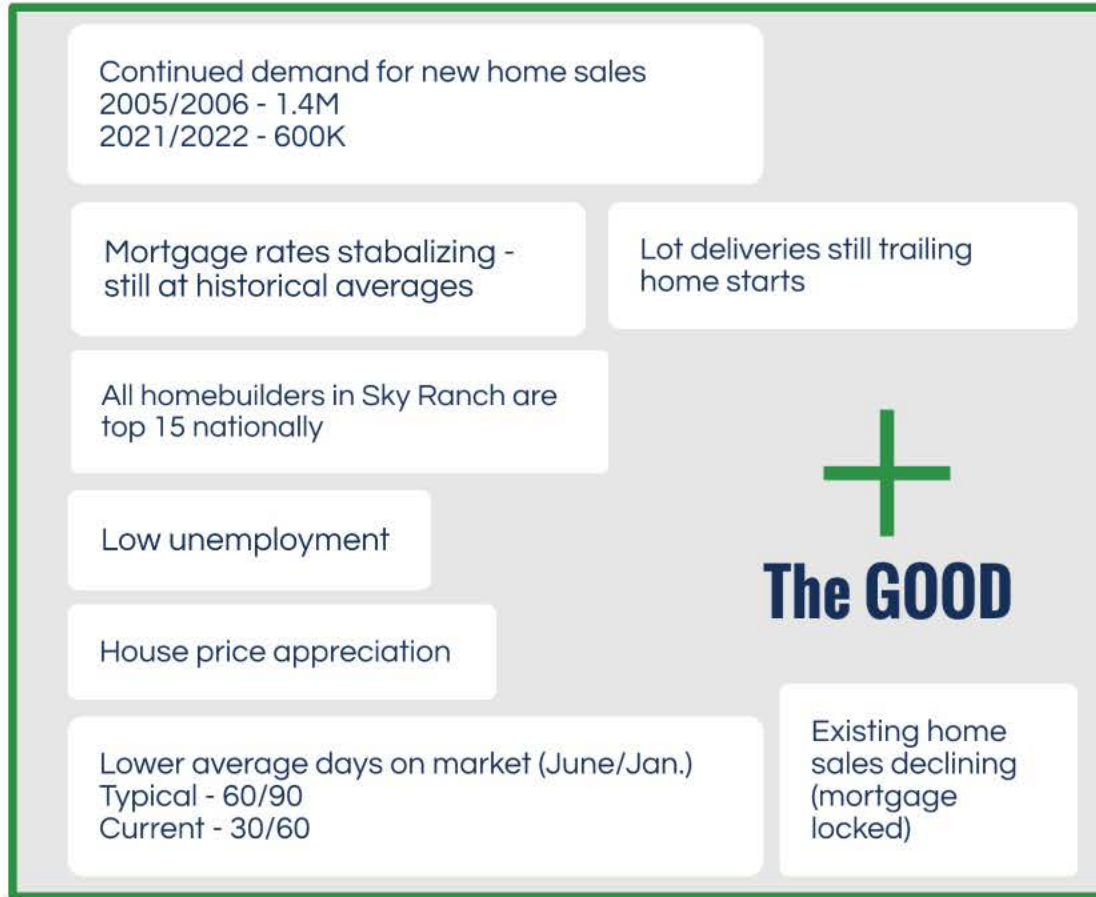 Continued demand for new home sales
2005/2006 - 1.4M
2021/2022 - 600K
Mortgage rates stabalizing -
still at historical averages
Lot deliveries still trailing
home starts
All homebuilders in Sky Ranch are
top 15 nationally
Low unemployment
The GOOD
House price appreciation
Lower average days on market (June/Jan.)
Typical - 60/90
Current - 30/60
Existing home
sales declining
(mortgage
locked)